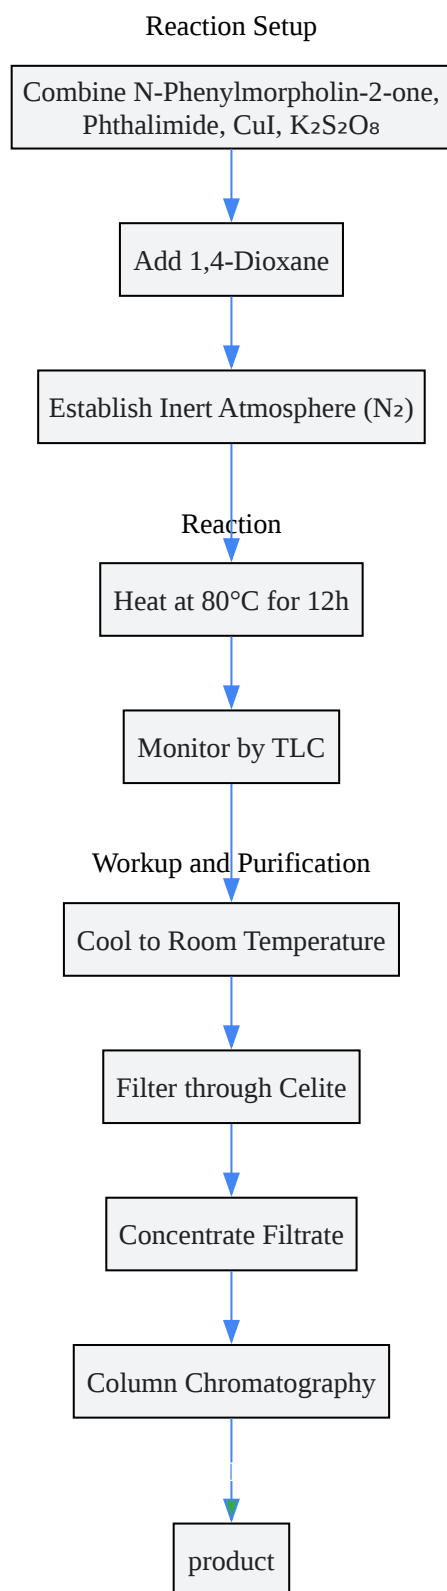 Reaction Setup
Combine N-Phenylmorpholin-2-one,
Phthalimide, CuI, K₂S₂O₈
Add 1,4-Dioxane
Establish Inert Atmosphere (N₂)
Reaction
Heat at 80°C for 12h
Monitor by TLC
Workup and Purification
Cool to Room Temperature
Filter through Celite
Concentrate Filtrate
Column Chromatography
product